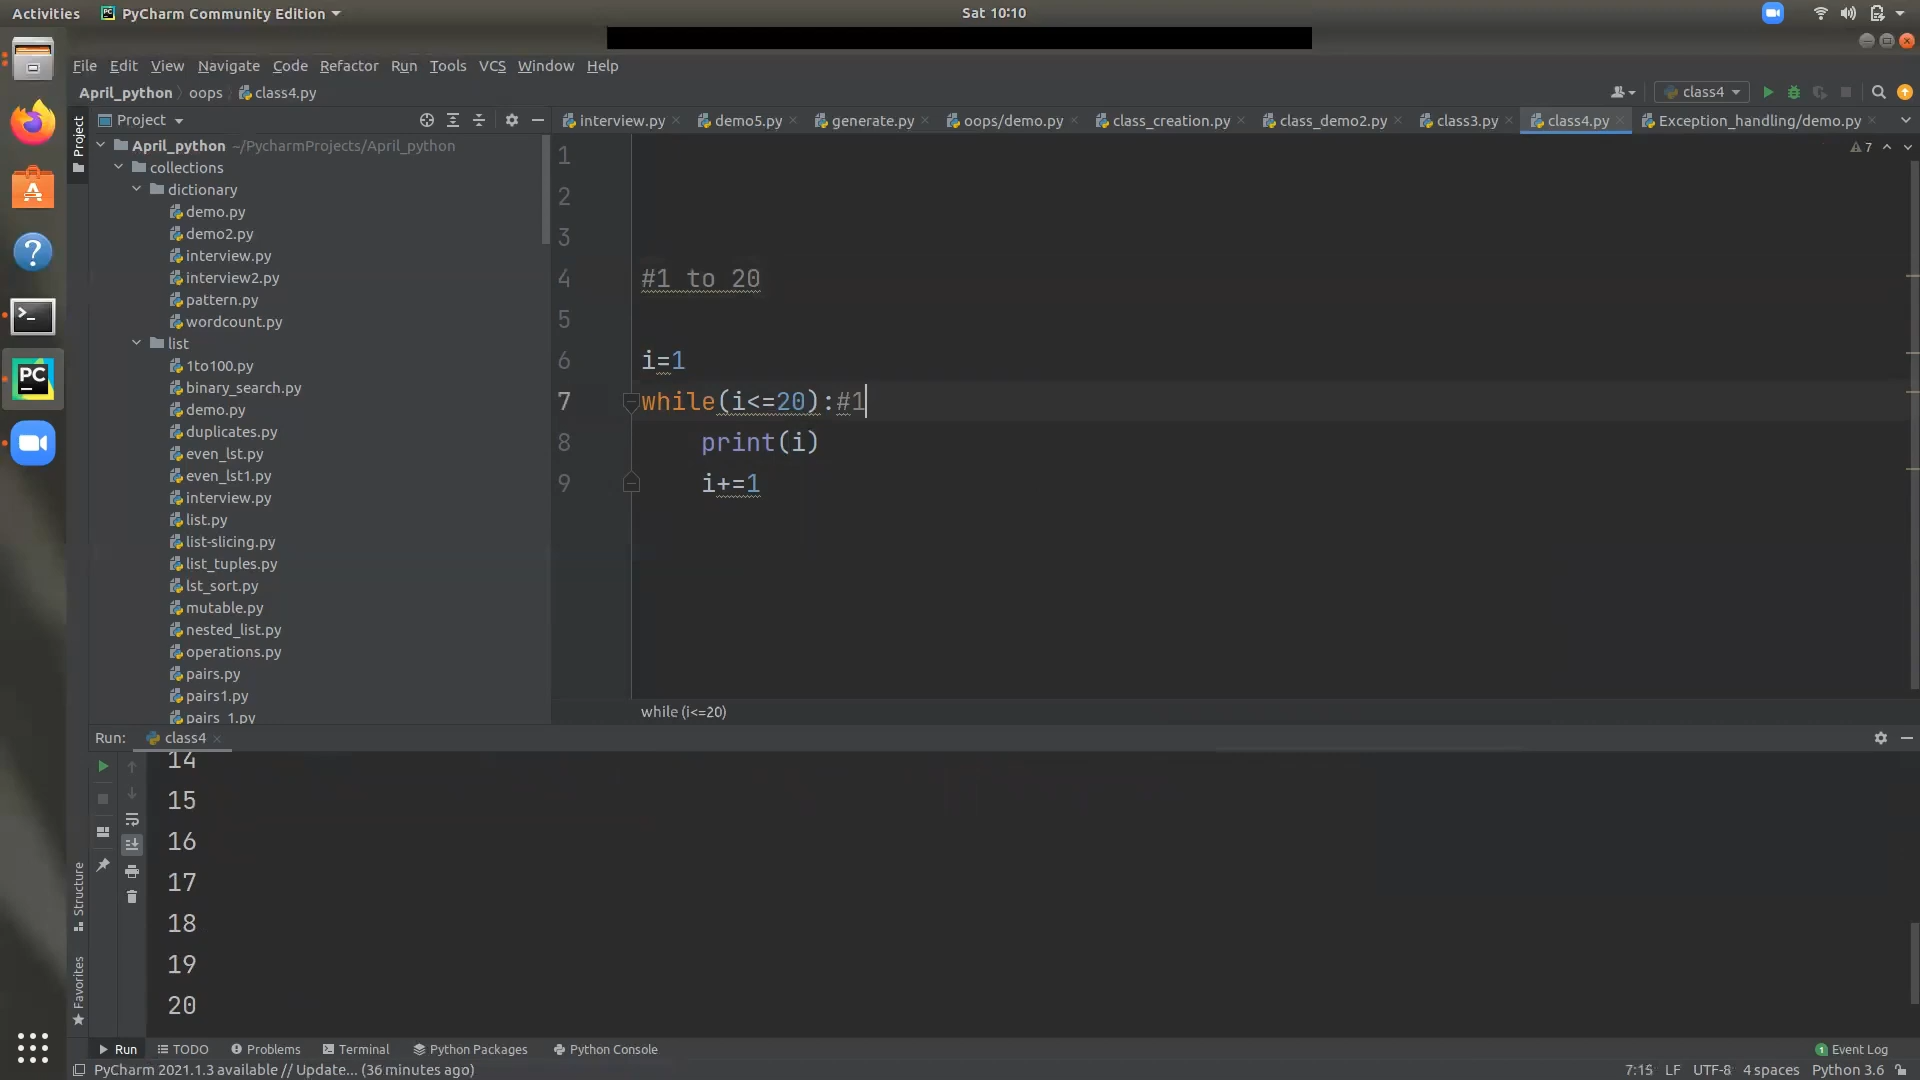 Activities PyCharm Community Edition Sat 10:10
File Edit View Navigate Code Refactor Run Tools VCS Window Help
April_python oops class4.py class4
Project interview.py demo5.py generate.py oops/demo.py class_creation.py class_demo2.py class3.py class4.py Exception_handling/demo.py
Project
April_python ~/PycharmProjects/April_python
7
collections
dictionary
demo.py
demo2.py
interview.py
interview2.py
pattern.py
wordcount.py
list
1to100.py
binary_search.py
demo.py
duplicates.py
even_lst.py
even_lst1.py
interview.py
list.py
list-slicing.py
list_tuples.py
lst_sort.py
mutable.py
nested_list.py
operations.py
pairs.py
pairs1.py
pairs_1.py
1
2
3
4 #1 to 20
5
6 i=1
7 while(i<=20):#1
8 print(i)
9 i+=1
while (i<=20)
Run: class4
14
15
16
17
18
19
20
Structure
Favorites
Run TODO Problems Terminal Python Packages Python Console 1 Event Log
PyCharm 2021.1.3 available // Update... (36 minutes ago) 7:15 LF UTF-8 4 spaces Python 3.6